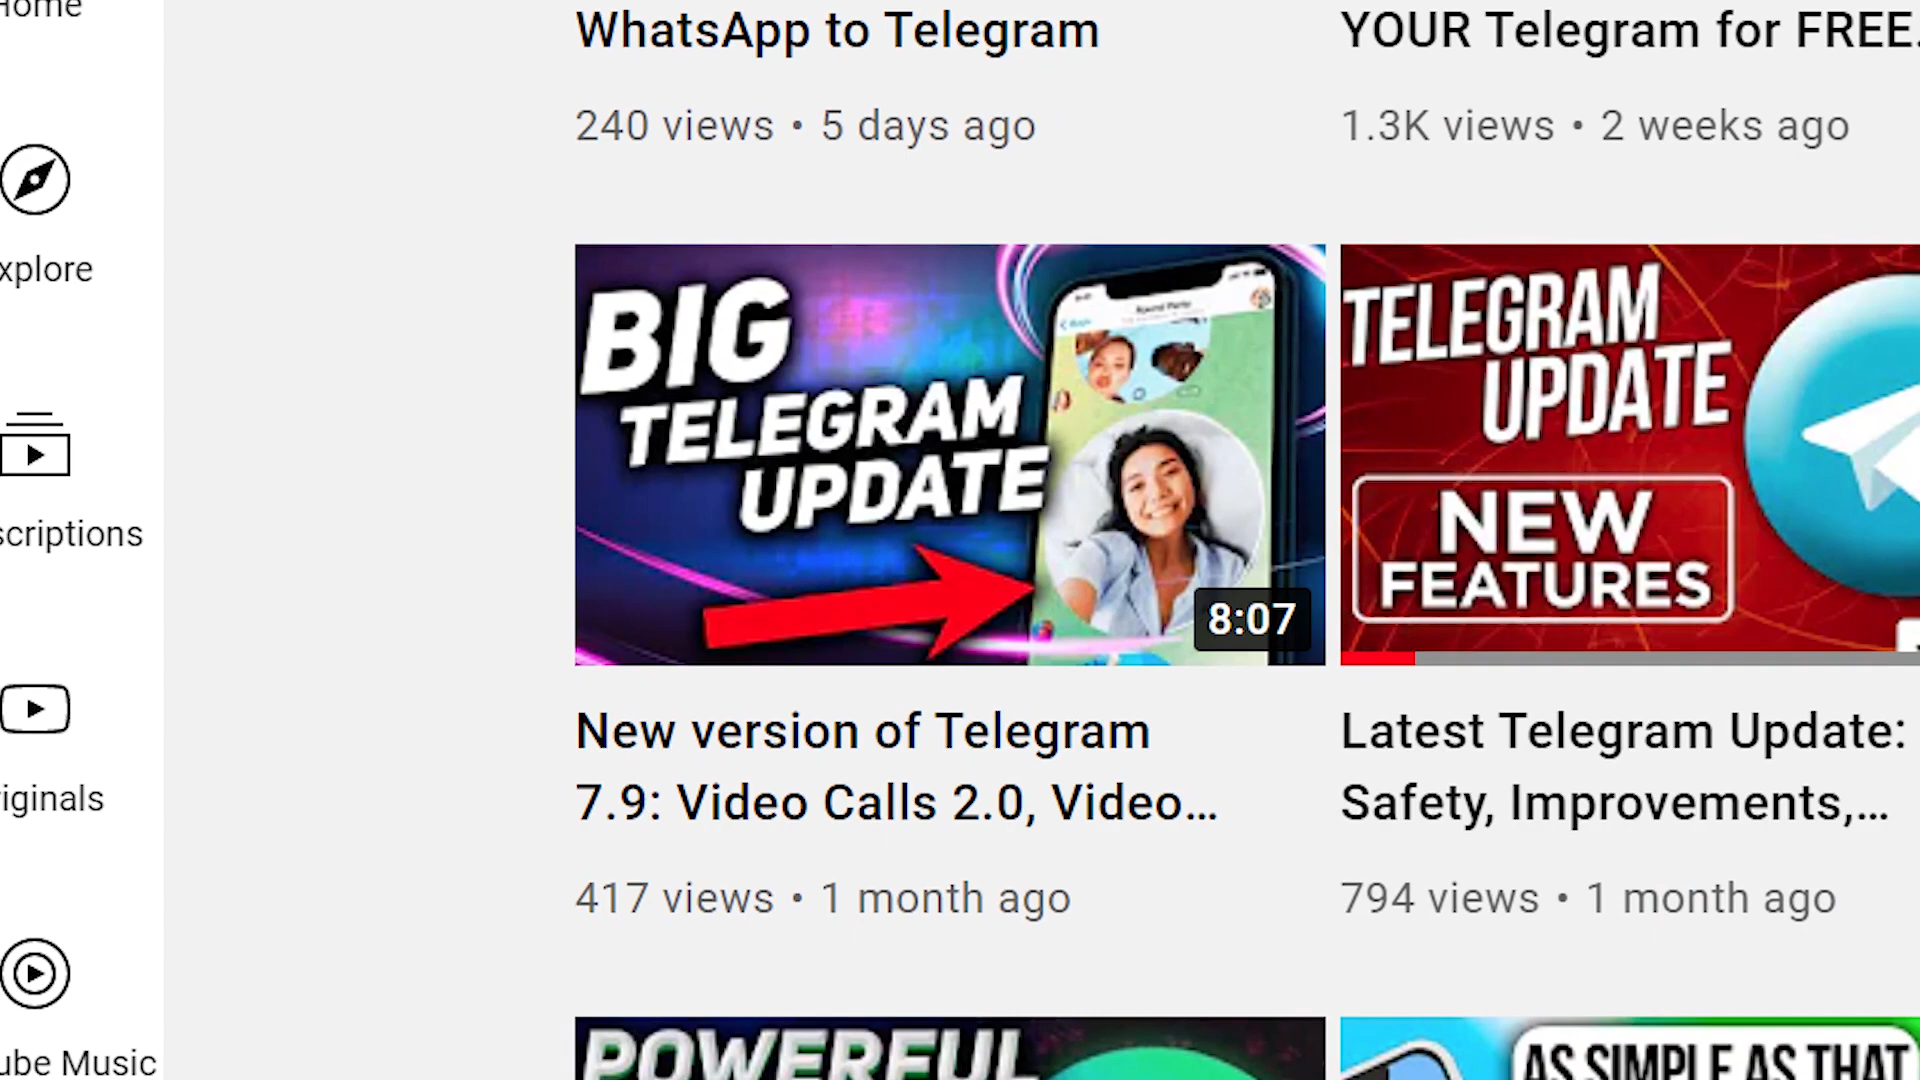 Home
xplore
scriptions
iginals
ube Music
WhatsApp to Telegram
240 views • 5 days ago
YOUR Telegram for FREE.
1.3K views • 2 weeks ago
BIG
TELEGRAM
UPDATE
8:07
New version of Telegram
7.9: Video Calls 2.0, Video...
417 views • 1 month ago
TELEGRAM
UPDATE
NEW
FEATURES
Latest Telegram Update:
Safety, Improvements,...
794 views • 1 month ago
POWERFUL
AS SIMPLE AS THAT